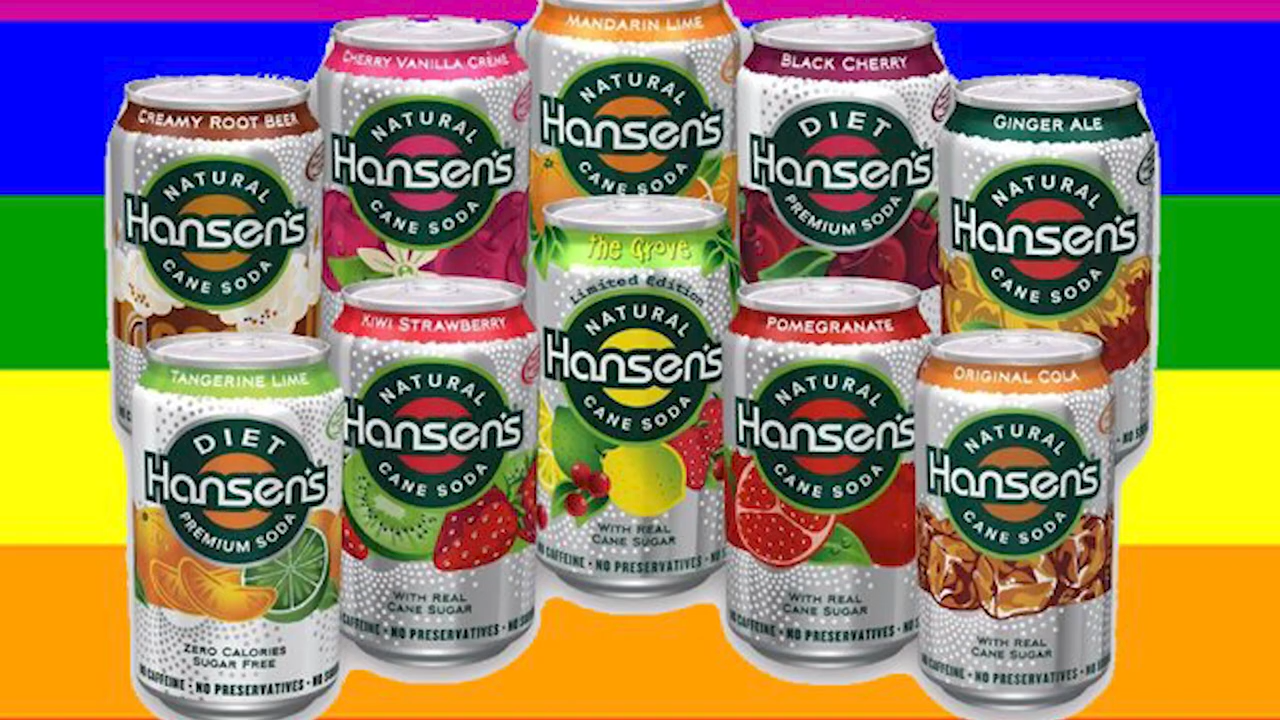 MANDARIN LIME
NATURAL
Hansen's
CANE SODA
CHERRY VANILLA CRÈME
NATURAL
Hansen's
CANE SODA
BLACK CHERRY
DIET
Hansen's
PREMIUM SODA
CREAMY ROOT BEER
NATURAL
Hansen's
CANE SODA
GINGER ALE
NATURAL
Hansen's
CANE SODA
The Grove
Limited Edition
NATURAL
Hansen's
CANE SODA
WITH REAL
CANE SUGAR
CAFFEINE • NO PRESERVATIVES •
KIWI STRAWBERRY
NATURAL
Hansen's
CANE SODA
WITH REAL
CANE SUGAR
CAFFEINE • NO PRESERVATIVES •
POMEGRANATE
NATURAL
Hansen's
CANE SODA
WITH REAL
CANE SUGAR
CAFFEINE • NO PRESERVATIVES •
TANGERINE LIME
DIET
Hansen's
PREMIUM SODA
ZERO CALORIES
SUGAR FREE
CAFFEINE • NO PRESERVATIVES •
ORIGINAL COLA
NATURAL
Hansen's
CANE SODA
WITH REAL
CANE SUGAR
CAFFEINE • NO PRESERVATIVES •